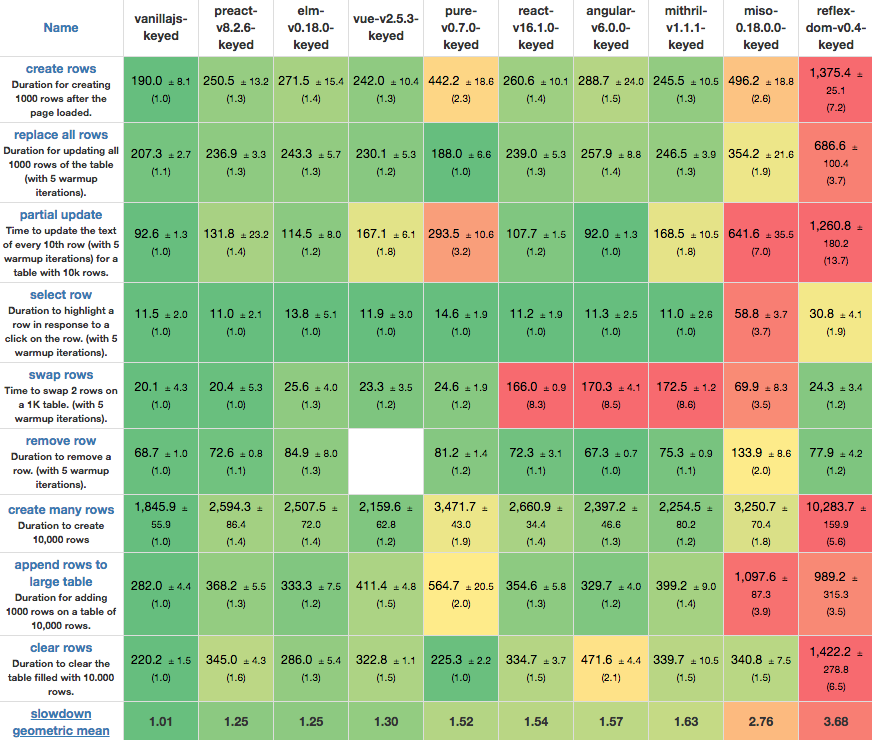 Name vanillajs-keyed preact-v8.2.6-keyed elm-v0.18.0-keyed vue-v2.5.3-keyed pure-v0.7.0-keyed react-v16.1.0-keyed angular-v6.0.0-keyed mithril-v1.1.1-keyed miso-0.18.0.0-keyed reflex-dom-v0.4-keyed
create rows
Duration for creating
1000 rows after the
page loaded.
190.0 ± 8.1 (1.0) 250.5 ± 13.2 (1.3) 271.5 ± 15.4 (1.4) 242.0 ± 10.4 (1.3) 442.2 ± 18.6 (2.3) 260.6 ± 10.1 (1.4) 288.7 ± 24.0 (1.5) 245.5 ± 10.5 (1.3) 496.2 ± 18.8 (2.6) 1,375.4 ± 25.1 (7.2)
replace all rows
Duration for updating all
1000 rows of the table
(with 5 warmup
iterations).
207.3 ± 2.7 (1.1) 236.9 ± 3.3 (1.3) 243.3 ± 5.7 (1.3) 230.1 ± 5.3 (1.2) 188.0 ± 6.6 (1.0) 239.0 ± 5.3 (1.3) 257.9 ± 8.8 (1.4) 246.5 ± 3.9 (1.3) 354.2 ± 21.6 (1.9) 686.6 ± 100.4 (3.7)
partial update
Time to update the text
of every 10th row (with 5
warmup iterations) for a
table with 10k rows.
92.6 ± 1.3 (1.0) 131.8 ± 23.2 (1.4) 114.5 ± 8.0 (1.2) 167.1 ± 6.1 (1.8) 293.5 ± 10.6 (3.2) 107.7 ± 1.5 (1.2) 92.0 ± 1.3 (1.0) 168.5 ± 10.5 (1.8) 641.6 ± 35.5 (7.0) 1,260.8 ± 180.2 (13.7)
select row
Duration to highlight a
row in response to a
click on the row. (with 5
warmup iterations).
11.5 ± 2.0 (1.0) 11.0 ± 2.1 (1.0) 13.8 ± 5.1 (1.0) 11.9 ± 3.0 (1.0) 14.6 ± 1.9 (1.0) 11.2 ± 1.9 (1.0) 11.3 ± 2.5 (1.0) 11.0 ± 2.6 (1.0) 58.8 ± 3.7 (3.7) 30.8 ± 4.1 (1.9)
swap rows
Time to swap 2 rows on
a 1K table. (with 5
warmup iterations).
20.1 ± 4.3 (1.0) 20.4 ± 5.3 (1.0) 25.6 ± 4.0 (1.3) 23.3 ± 3.5 (1.2) 24.6 ± 1.9 (1.2) 166.0 ± 0.9 (8.3) 170.3 ± 4.1 (8.5) 172.5 ± 1.2 (8.6) 69.9 ± 8.3 (3.5) 24.3 ± 3.4 (1.2)
remove row
Duration to remove a
row. (with 5 warmup
iterations).
68.7 ± 1.0 (1.0) 72.6 ± 0.8 (1.1) 84.9 ± 8.0 (1.3) 81.2 ± 1.4 (1.2) 72.3 ± 3.1 (1.1) 67.3 ± 0.7 (1.0) 75.3 ± 0.9 (1.1) 133.9 ± 8.6 (2.0) 77.9 ± 4.2 (1.2)
create many rows
Duration to create
10,000 rows
1,845.9 ± 55.9 (1.0) 2,594.3 ± 86.4 (1.4) 2,507.5 ± 72.0 (1.4) 2,159.6 ± 62.8 (1.2) 3,471.7 ± 43.0 (1.9) 2,660.9 ± 34.4 (1.4) 2,397.2 ± 46.6 (1.3) 2,254.5 ± 80.2 (1.2) 3,250.7 ± 70.4 (1.8) 10,283.7 ± 159.9 (5.6)
append rows to
large table
Duration for adding
1000 rows on a table of
10,000 rows.
282.0 ± 4.4 (1.0) 368.2 ± 5.5 (1.3) 333.3 ± 7.5 (1.2) 411.4 ± 4.8 (1.5) 564.7 ± 20.5 (2.0) 354.6 ± 5.8 (1.3) 329.7 ± 4.0 (1.2) 399.2 ± 9.0 (1.4) 1,097.6 ± 87.3 (3.9) 989.2 ± 315.3 (3.5)
clear rows
Duration to clear the
table filled with 10.000
rows.
220.2 ± 1.5 (1.0) 345.0 ± 4.3 (1.6) 286.0 ± 5.4 (1.3) 322.8 ± 1.1 (1.5) 225.3 ± 2.2 (1.0) 334.7 ± 3.7 (1.5) 471.6 ± 4.4 (2.1) 339.7 ± 10.5 (1.5) 340.8 ± 7.5 (1.5) 1,422.2 ± 278.8 (6.5)
slowdown
geometric mean
1.01 1.25 1.25 1.30 1.52 1.54 1.57 1.63 2.76 3.68